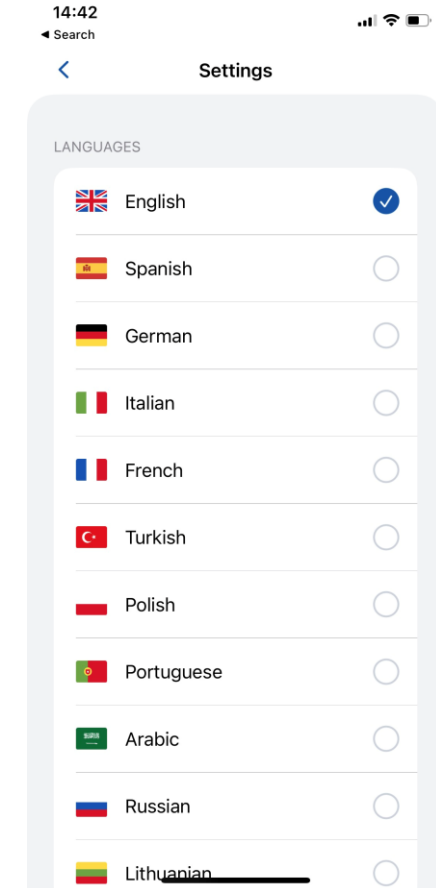 14:42
◀ Search
Settings
LANGUAGES
English
Spanish
German
Italian
French
Turkish
Polish
Portuguese
Arabic
Russian
Lithuanian